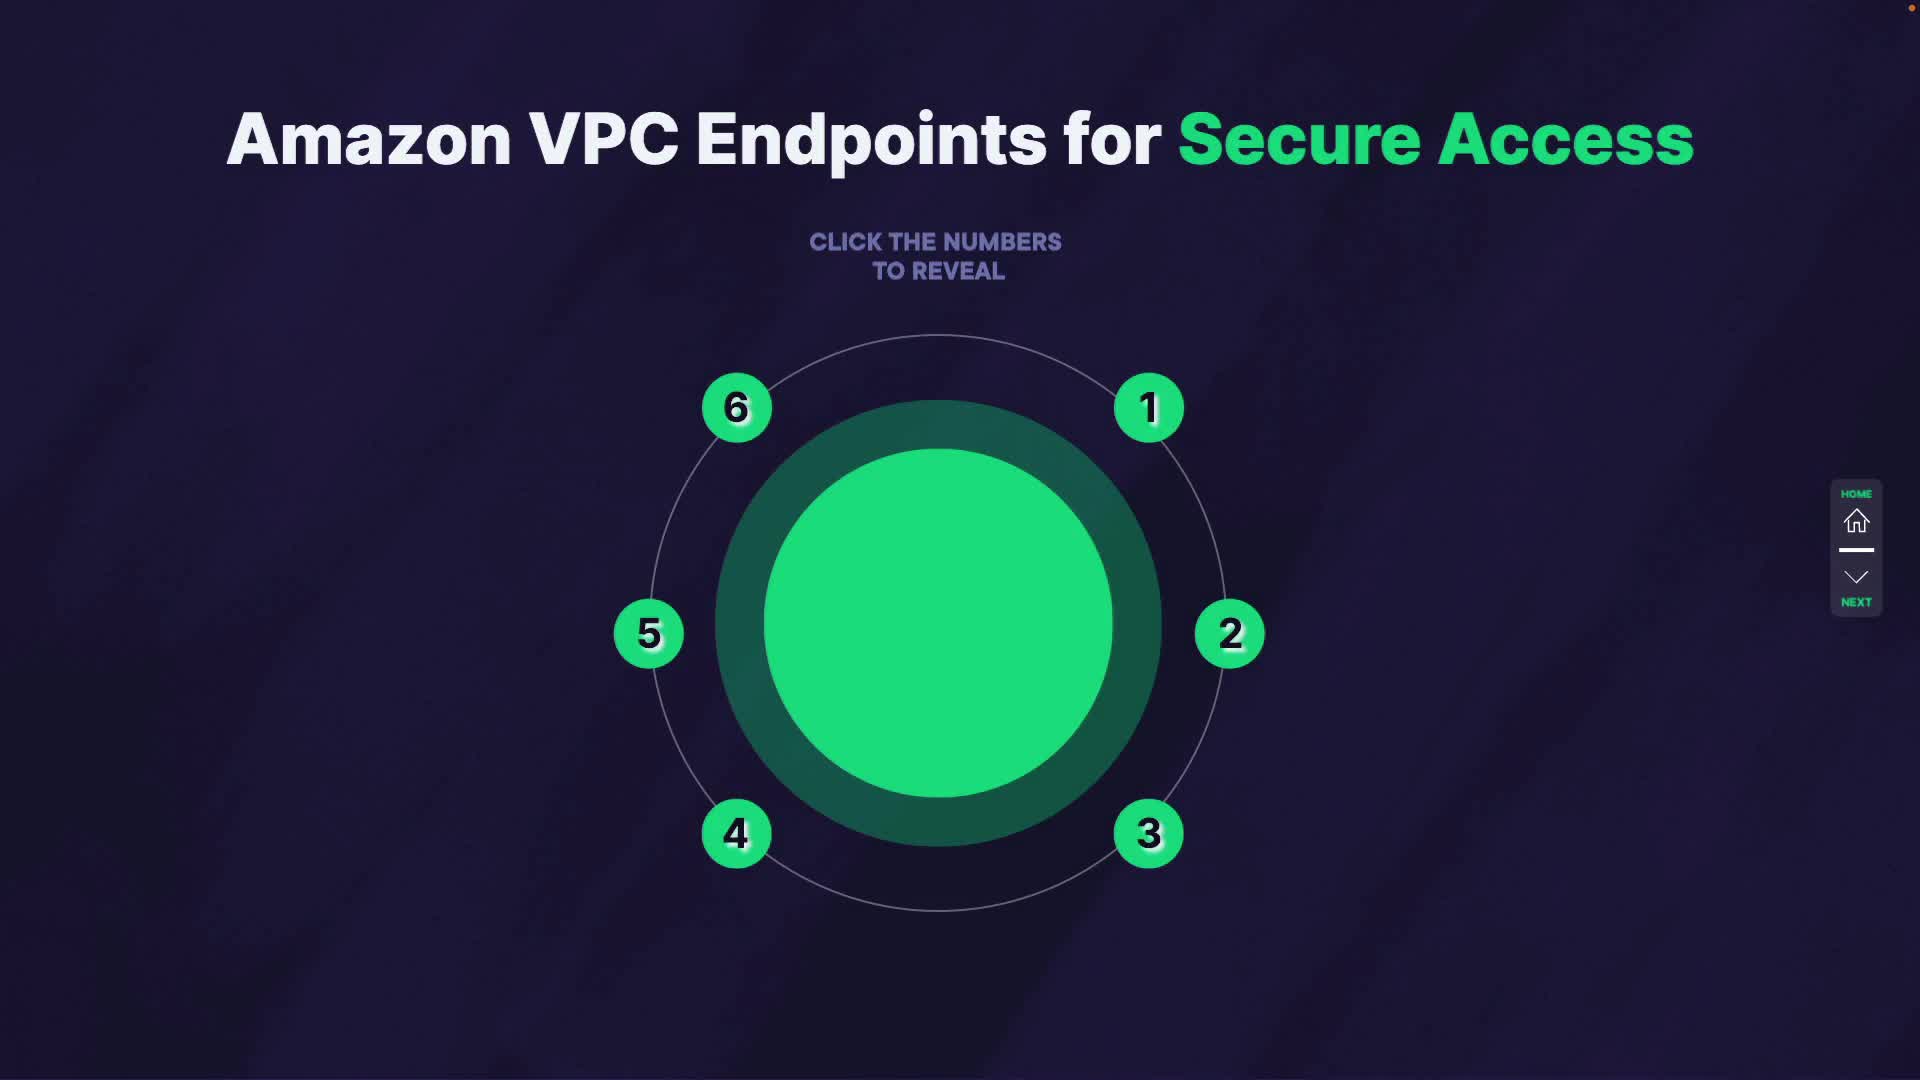 Amazon VPC Endpoints for Secure Access
CLICK THE NUMBERS
TO REVEAL
6
1
HOME
5
2
NEXT
4
3